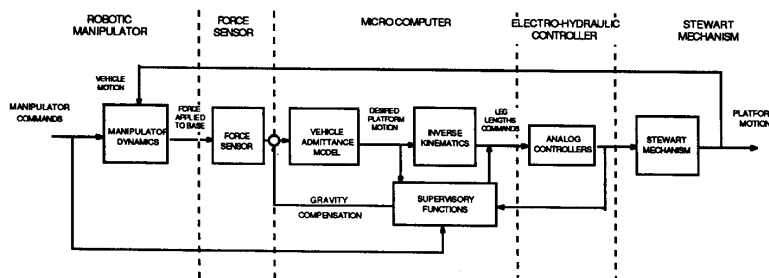 ROBOTIC
MANIPULATOR
FORCE
SENSOR
MICRO COMPUTER
ELECTRO-HYDRAULIC
CONTROLLER
STEWART
MECHANISM
VEHICLE
MOTION
MANIPULATOR
COMMANDS
MANIPULATOR
DYNAMICS
FORCE
APPLIED
TO BASE
FORCE
SENSOR
VEHICLE
ADMITTANCE
MODEL
DESIRED
PLATFORM
MOTION
INVERSE
KINEMATICS
LEG
LENGTHS
COMMANDS
ANALOG
CONTROLLERS
STEWART
MECHANISM
PLATFORM
MOTION
GRAVITY
COMPENSATION
SUPERVISORY
FUNCTIONS